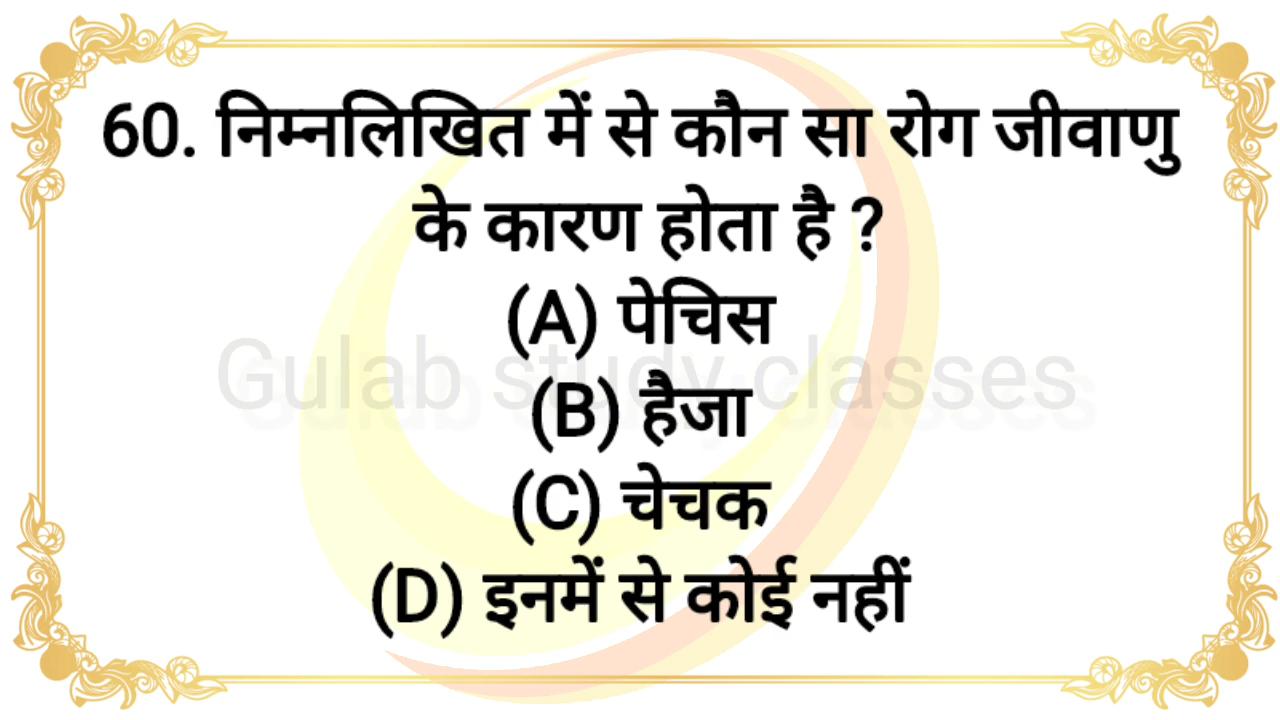 60. निम्नलिखित में से कौन सा रोग जीवाणु
के कारण होता है ?
(A) पेचिस
Gulab study classes
(B) हैजा
(C) चेचक
(D) इनमें से कोई नहीं